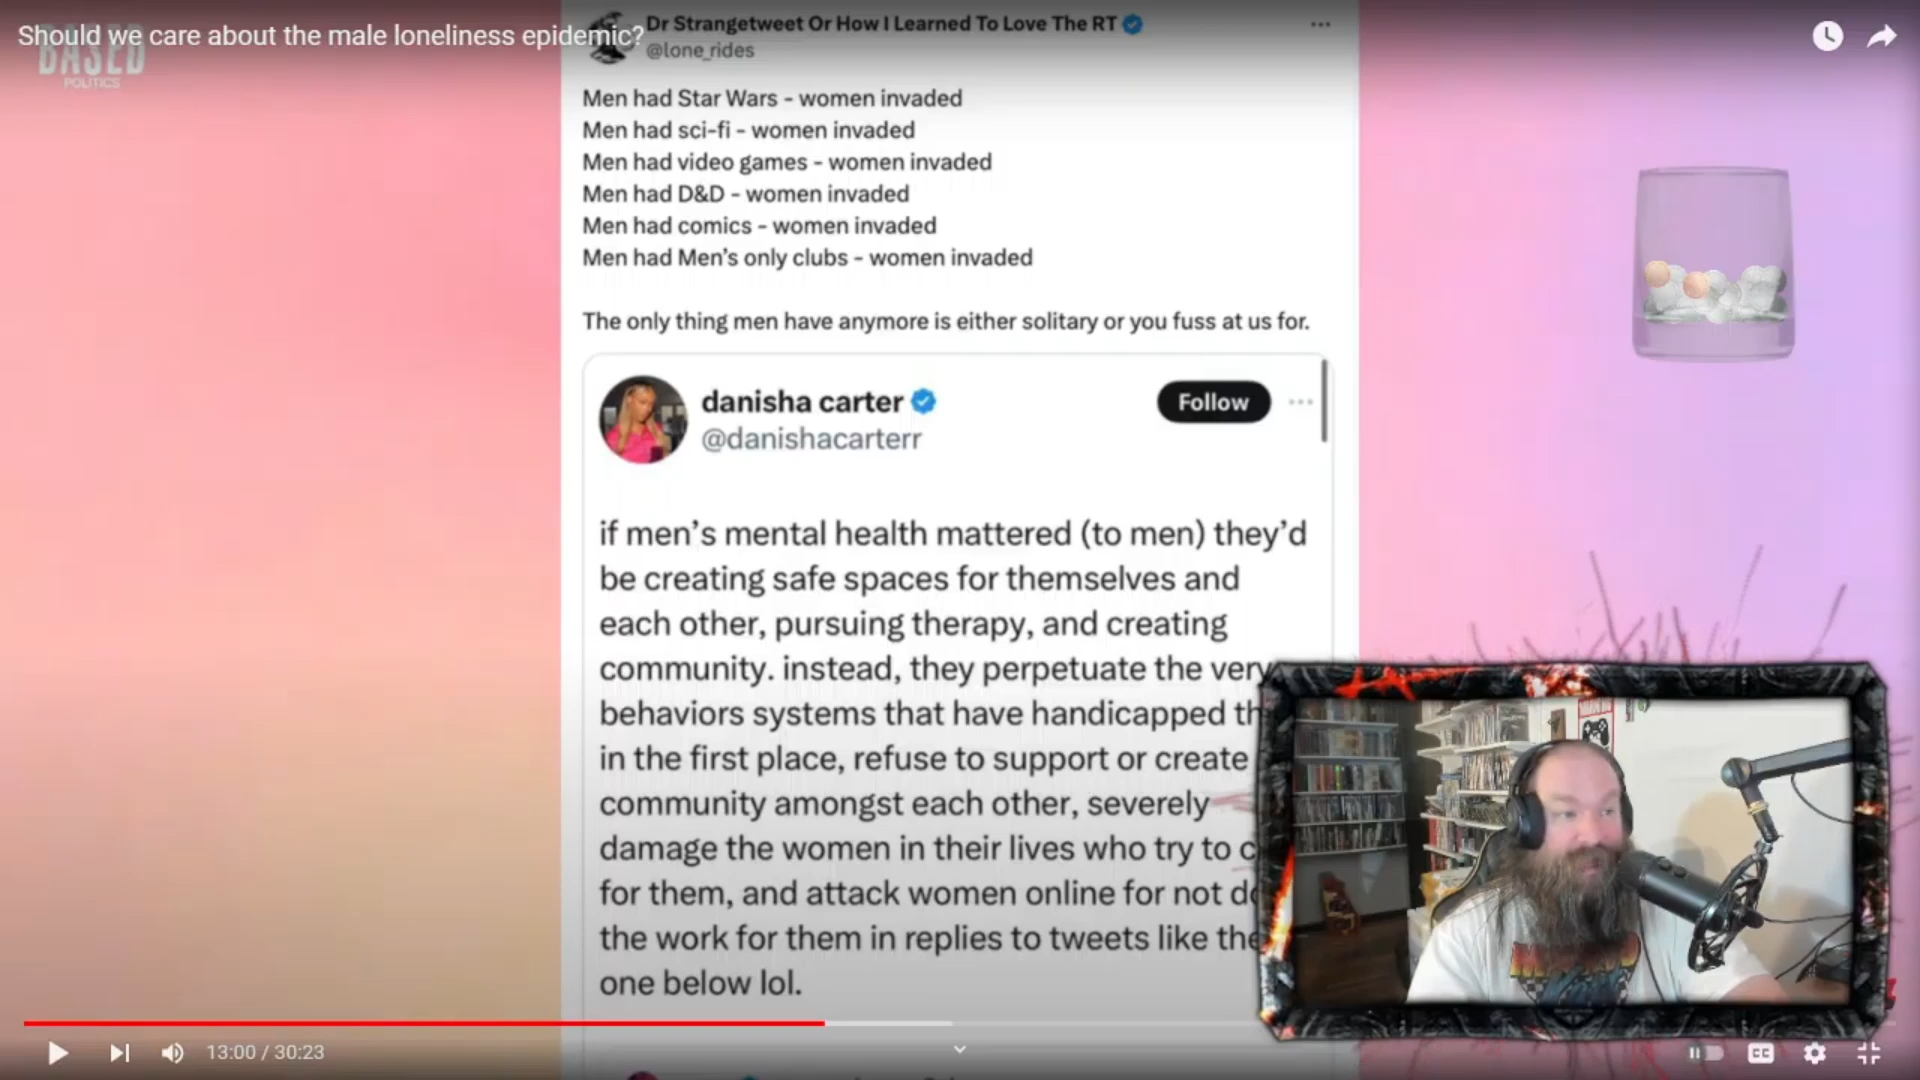 Should we care about the male loneliness epidemic?
BASED
POLITICS
Dr Strangetweet Or How I Learned To Love The RT
@lone_rides
Men had Star Wars - women invaded
Men had sci-fi - women invaded
Men had video games - women invaded
Men had D&D - women invaded
Men had comics - women invaded
Men had Men's only clubs - women invaded
The only thing men have anymore is either solitary or you fuss at us for.
danisha carter
Follow
@danishacarterr
if men's mental health mattered (to men) they'd
be creating safe spaces for themselves and
each other, pursuing therapy, and creating
community. instead, they perpetuate the very
behaviors systems that have handicapped th
in the first place, refuse to support or create
community amongst each other, severely
damage the women in their lives who try to c
for them, and attack women online for not do
the work for them in replies to tweets like the
one below lol.
13:00 / 30:23
CC